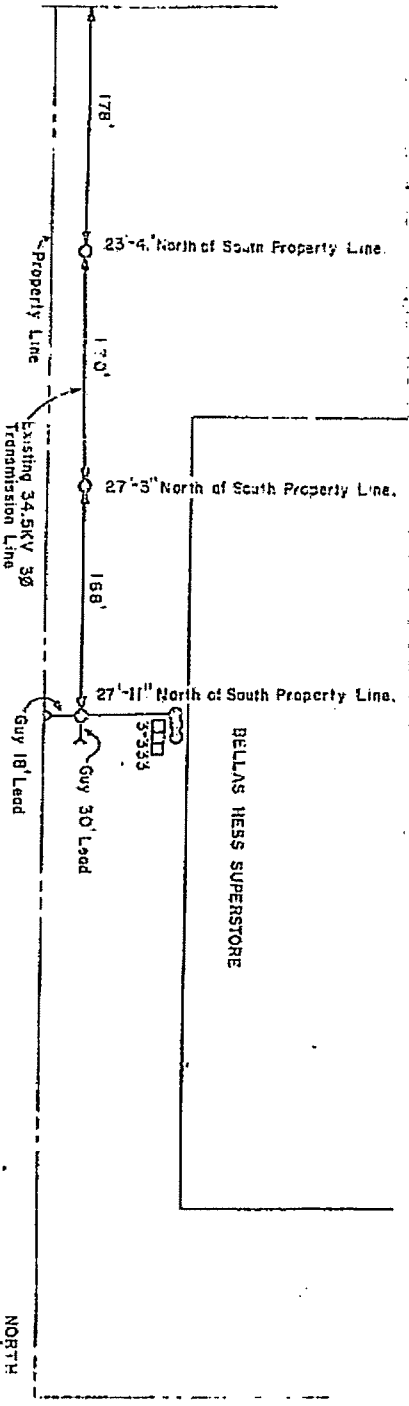 178'
23'-4." North of South Property Line.
Property Line
170'
Existing 34.5KV 3Ø
Transmission Line
27'-3" North of South Property Line.
168'
27'-11" North of South Property Line.
Guy 18' Lead
Guy 30' Lead
3-333
BELLAS HESS SUPERSTORE
NORTH